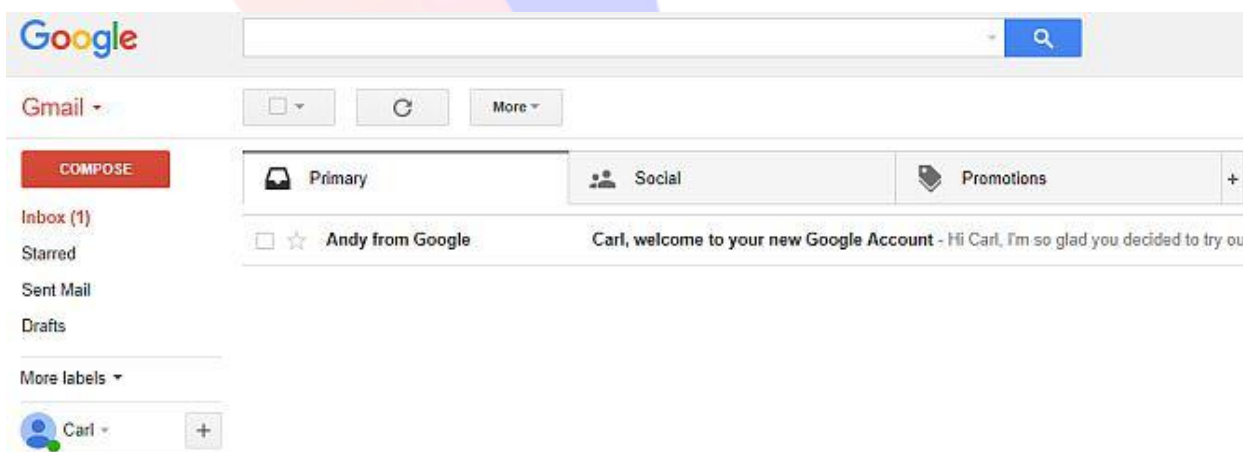 Google
Gmail
More
COMPOSE
Primary
Social
Promotions
+
Inbox (1)
Andy from Google Carl, welcome to your new Google Account - Hi Carl, I'm so glad you decided to try ou
Starred
Sent Mail
Drafts
More labels
Carl
+